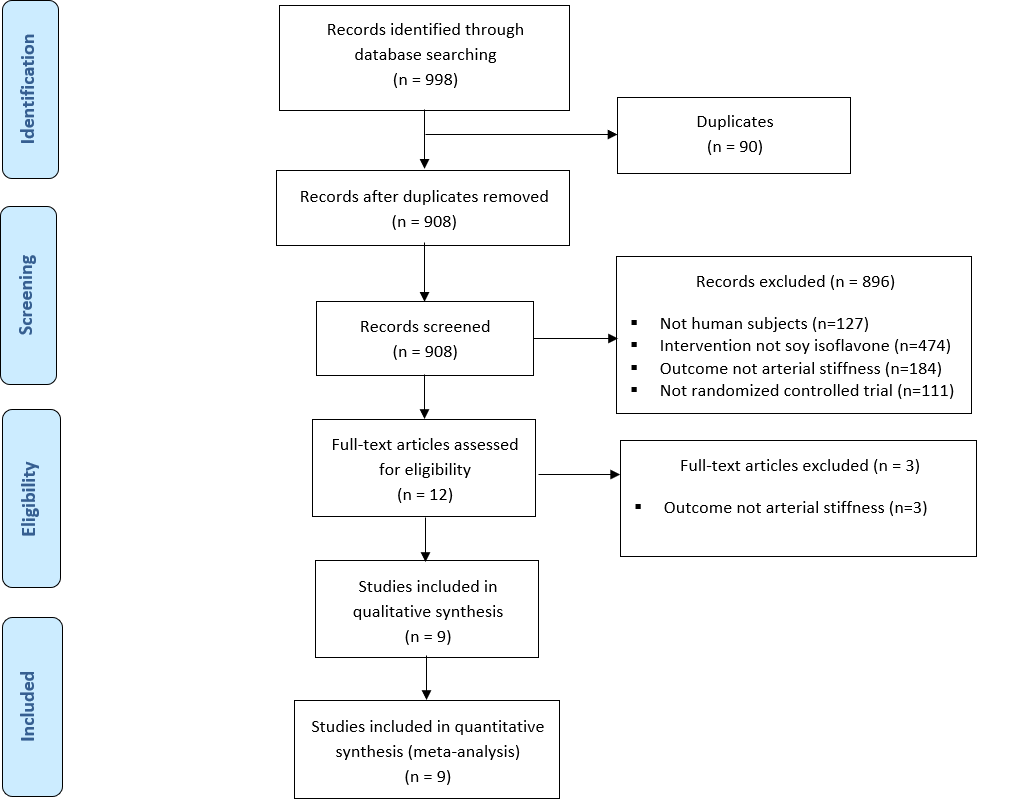 Identification
Records identified through
database searching
(n = 998)
Duplicates
(n = 90)
Records after duplicates removed
(n = 908)
Screening
Records screened
(n = 908)
Records excluded (n = 896)
▪ Not human subjects (n=127)
▪ Intervention not soy isoflavone (n=474)
▪ Outcome not arterial stiffness (n=184)
▪ Not randomized controlled trial (n=111)
Eligibility
Full-text articles assessed
for eligibility
(n = 12)
Full-text articles excluded (n = 3)
▪ Outcome not arterial stiffness (n=3)
Studies included in
qualitative synthesis
(n = 9)
Included
Studies included in quantitative
synthesis (meta-analysis)
(n = 9)